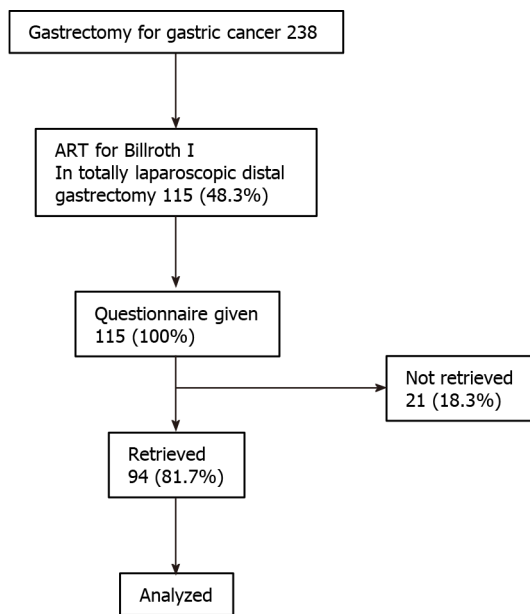 Gastrectomy for gastric cancer 238
ART for Billroth I
In totally laparoscopic distal
gastrectomy 115 (48.3%)
Questionnaire given
115 (100%)
Not retrieved
21 (18.3%)
Retrieved
94 (81.7%)
Analyzed